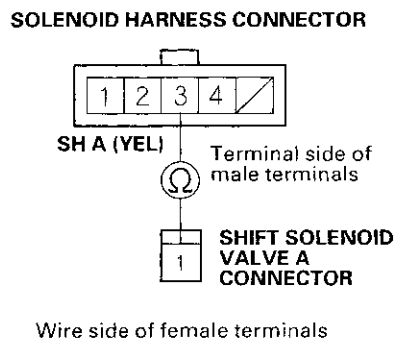 SOLENOID HARNESS CONNECTOR
1 2 3 4
SH A (YEL)
Terminal side of
male terminals
Ω
SHIFT SOLENOID
VALVE A
CONNECTOR
1
Wire side of female terminals